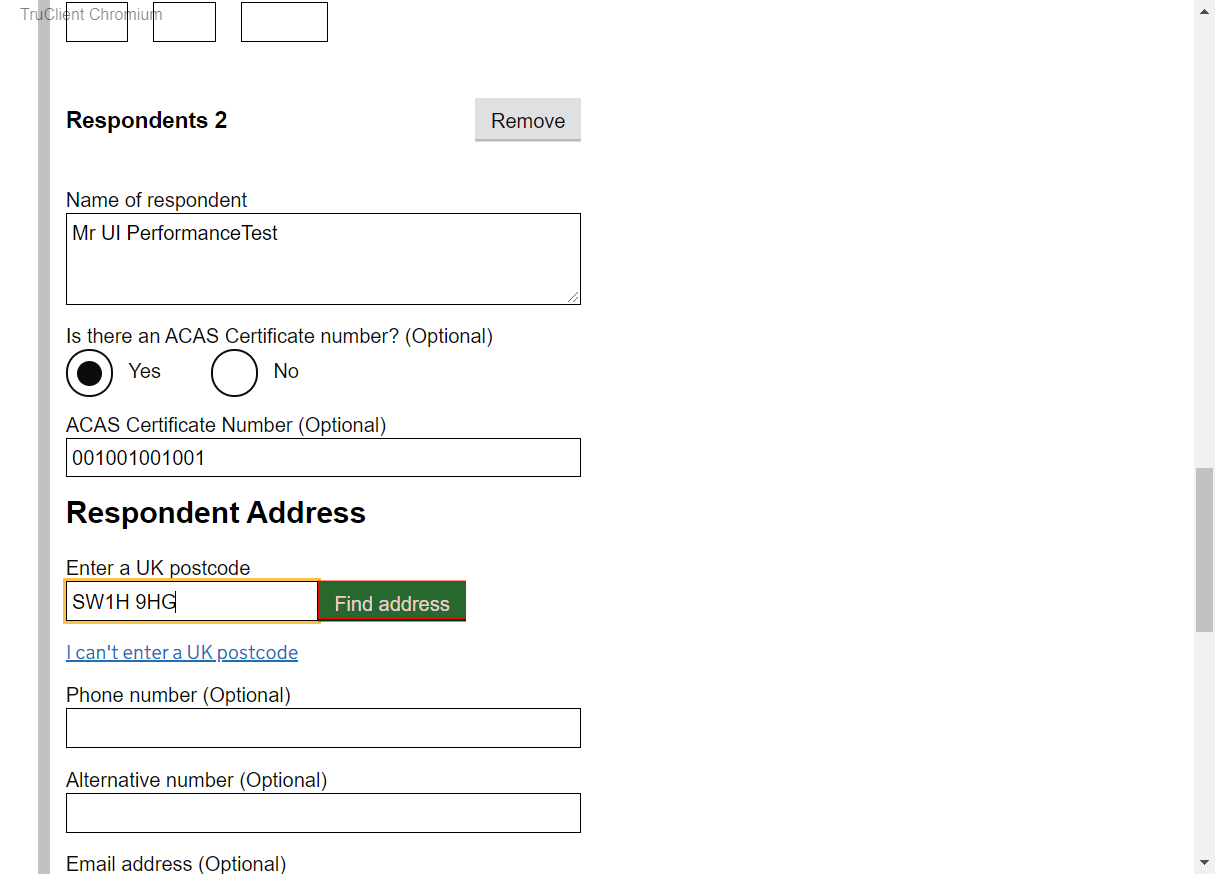 TruClient Chromium
Respondents 2
Remove
Name of respondent
Mr UI PerformanceTest
Is there an ACAS Certificate number? (Optional)
Yes
No
ACAS Certificate Number (Optional)
001001001001
Respondent Address
Enter a UK postcode
SW1H 9HG
Find address
I can't enter a UK postcode
Phone number (Optional)
Alternative number (Optional)
Email address (Optional)